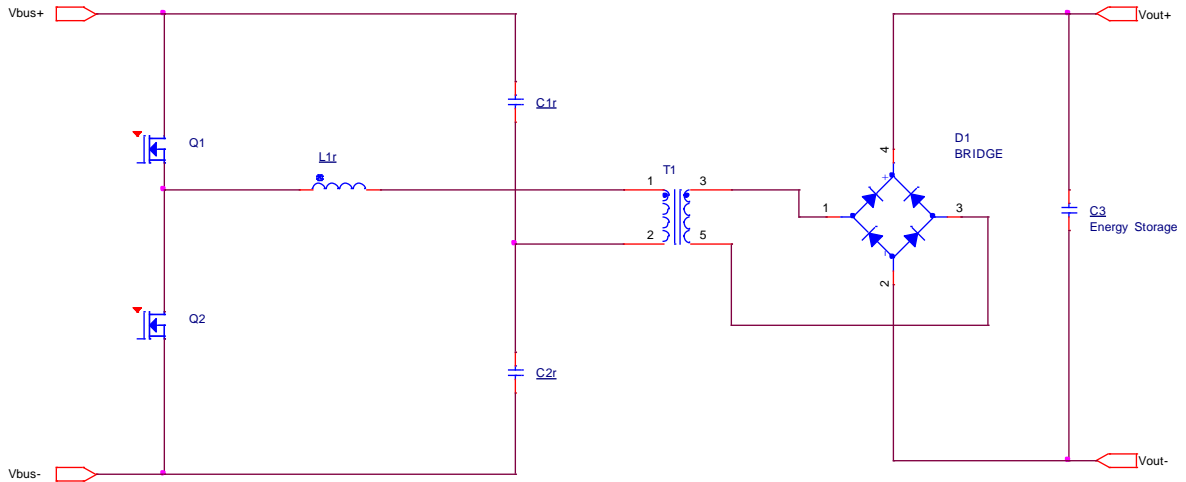 Vbus+
Vout+
C1r
Q1
D1
BRIDGE
4
L1r
T1
1
3
1
3
C3
Energy Storage
2
5
2
Q2
C2r
Vbus-
Vout-